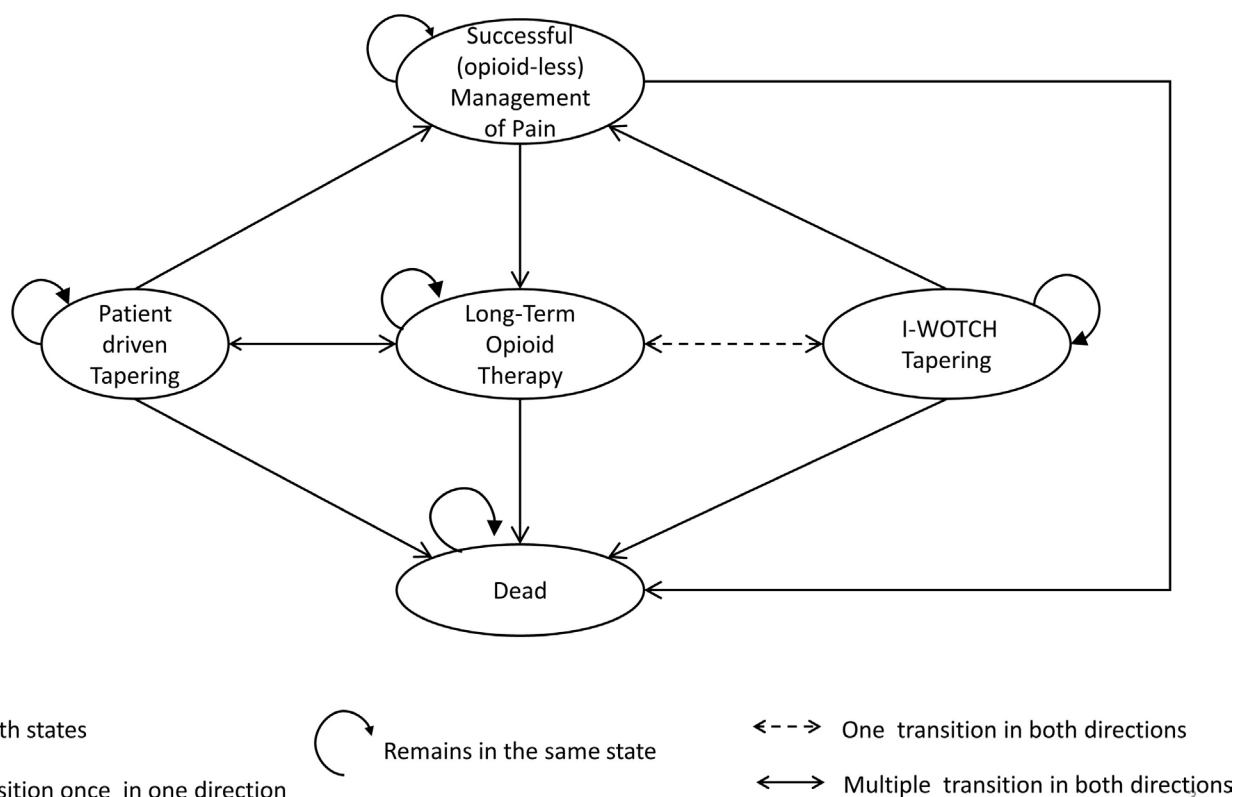 Successful
(opioid-less)
Management
of Pain
Patient
driven
Tapering
Long-Term
Opioid
Therapy
I-WOTCH
Tapering
Dead
th states
Remains in the same state
One transition in both directions
sition once in one direction
Multiple transition in both directions